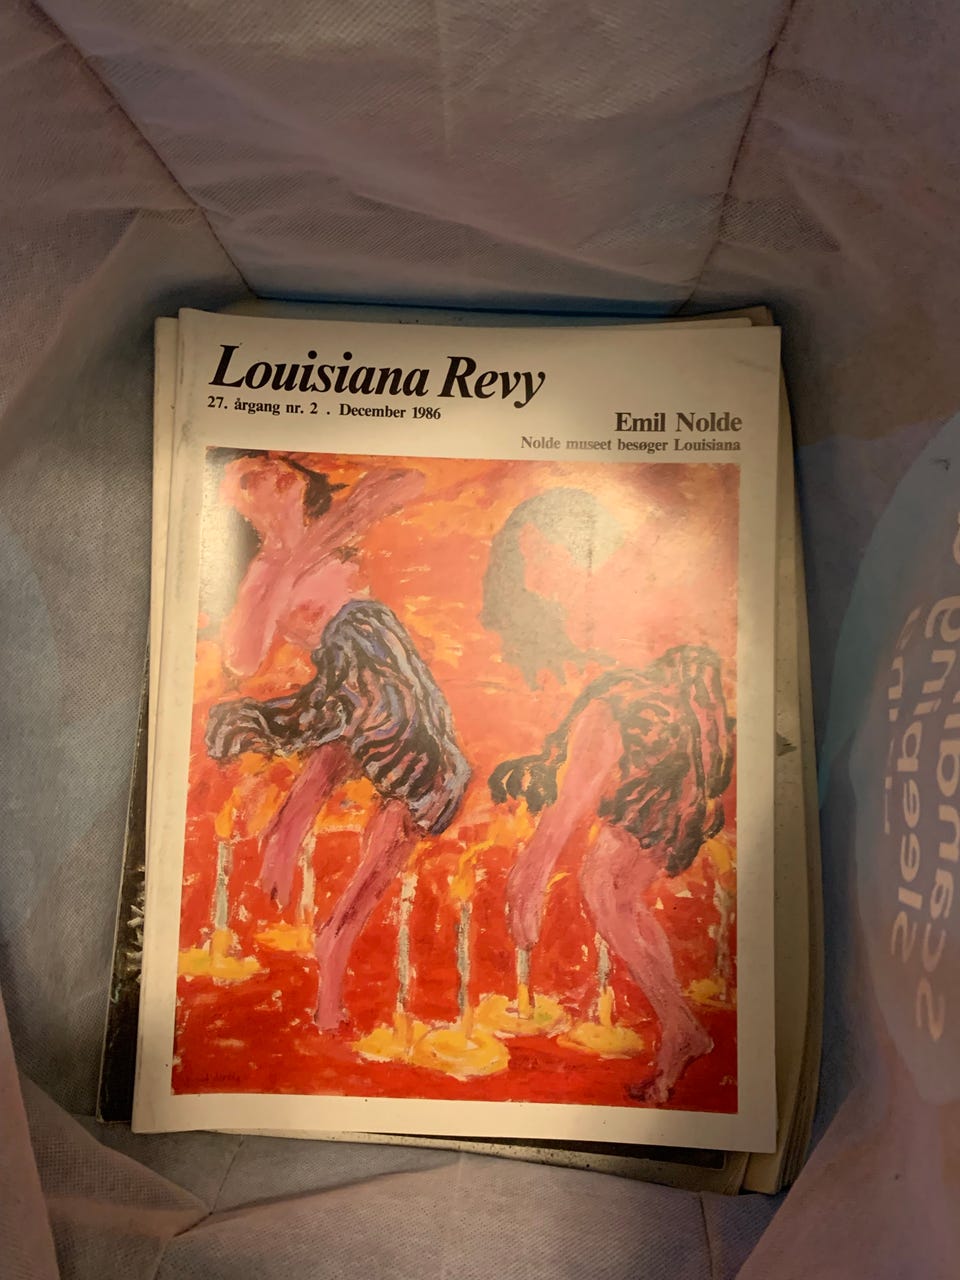 Louisiana Revy
27. årgang nr. 2 . December 1986
Emil Nolde
Nolde museet besøger Louisiana